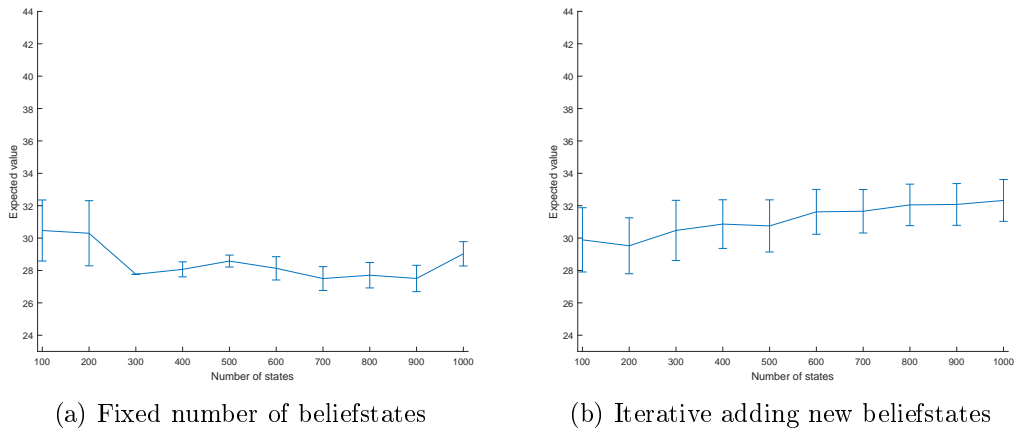 44
42
40
38
36
34
32
30
28
26
24
Expected value
100 200 300 400 500 600 700 800 900 1000
Number of states
(a) Fixed number of beliefstates
44
42
40
38
36
34
32
30
28
26
24
Expected value
100 200 300 400 500 600 700 800 900 1000
Number of states
(b) Iterative adding new beliefstates